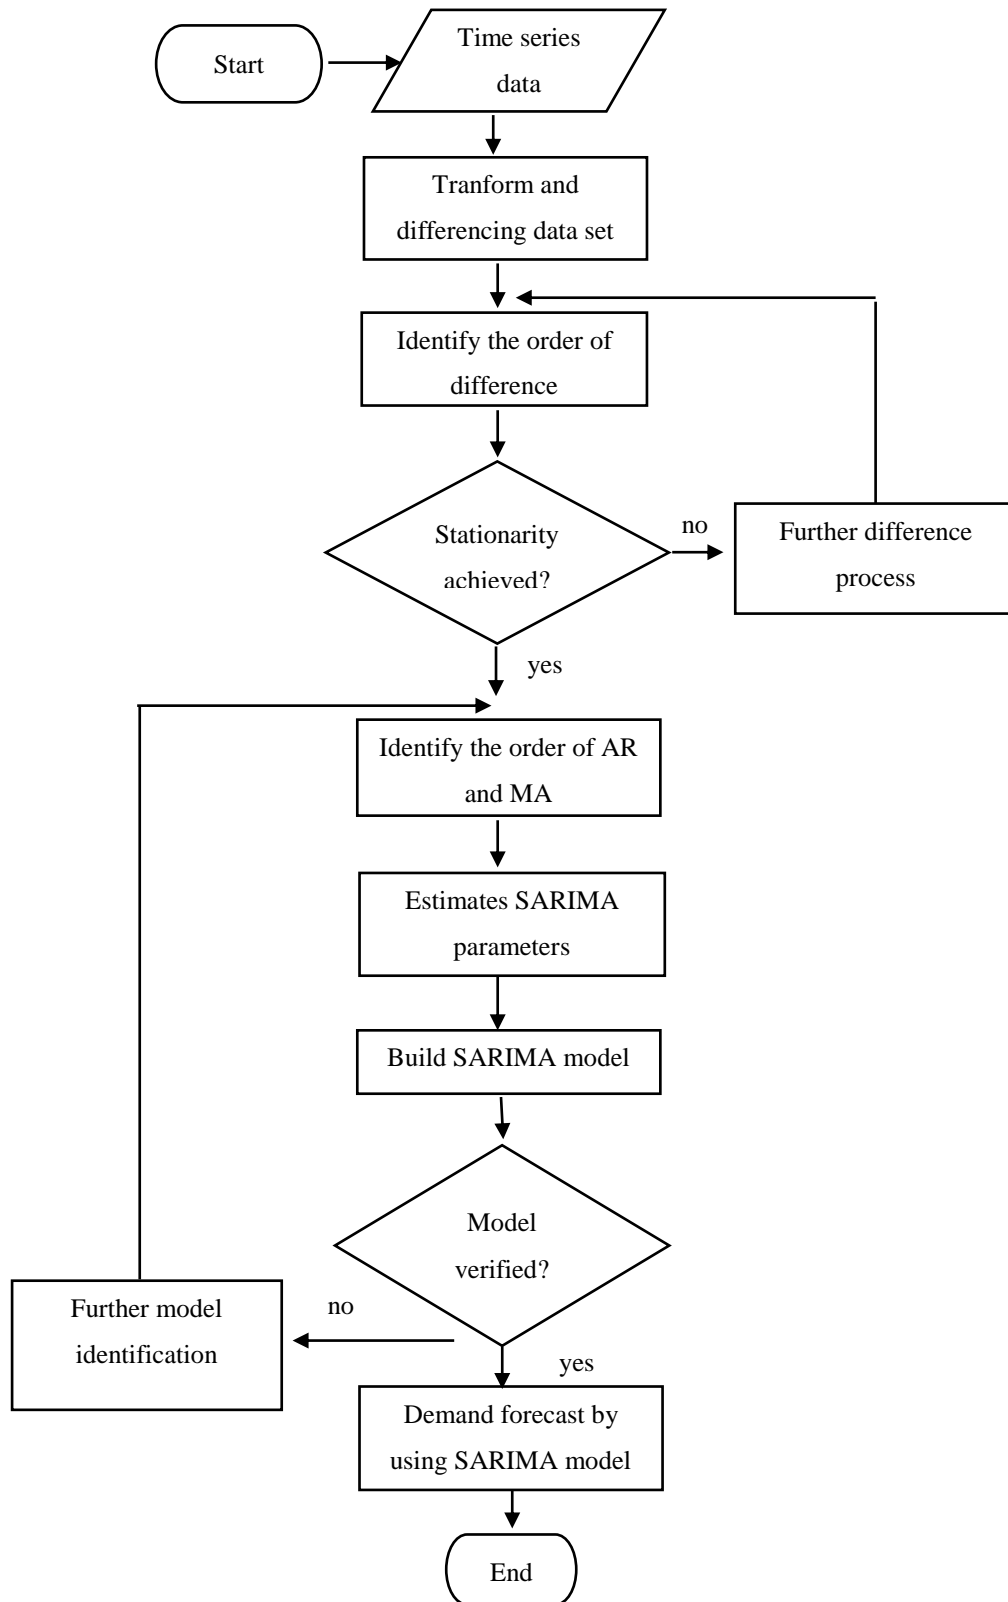 Start
Time series
data
Tranform and
differencing data set
Identify the order of
difference
Stationarity
achieved?
no
Further difference
process
yes
Identify the order of AR
and MA
Estimates SARIMA
parameters
Build SARIMA model
Model
verified?
no
Further model
identification
yes
Demand forecast by
using SARIMA model
End